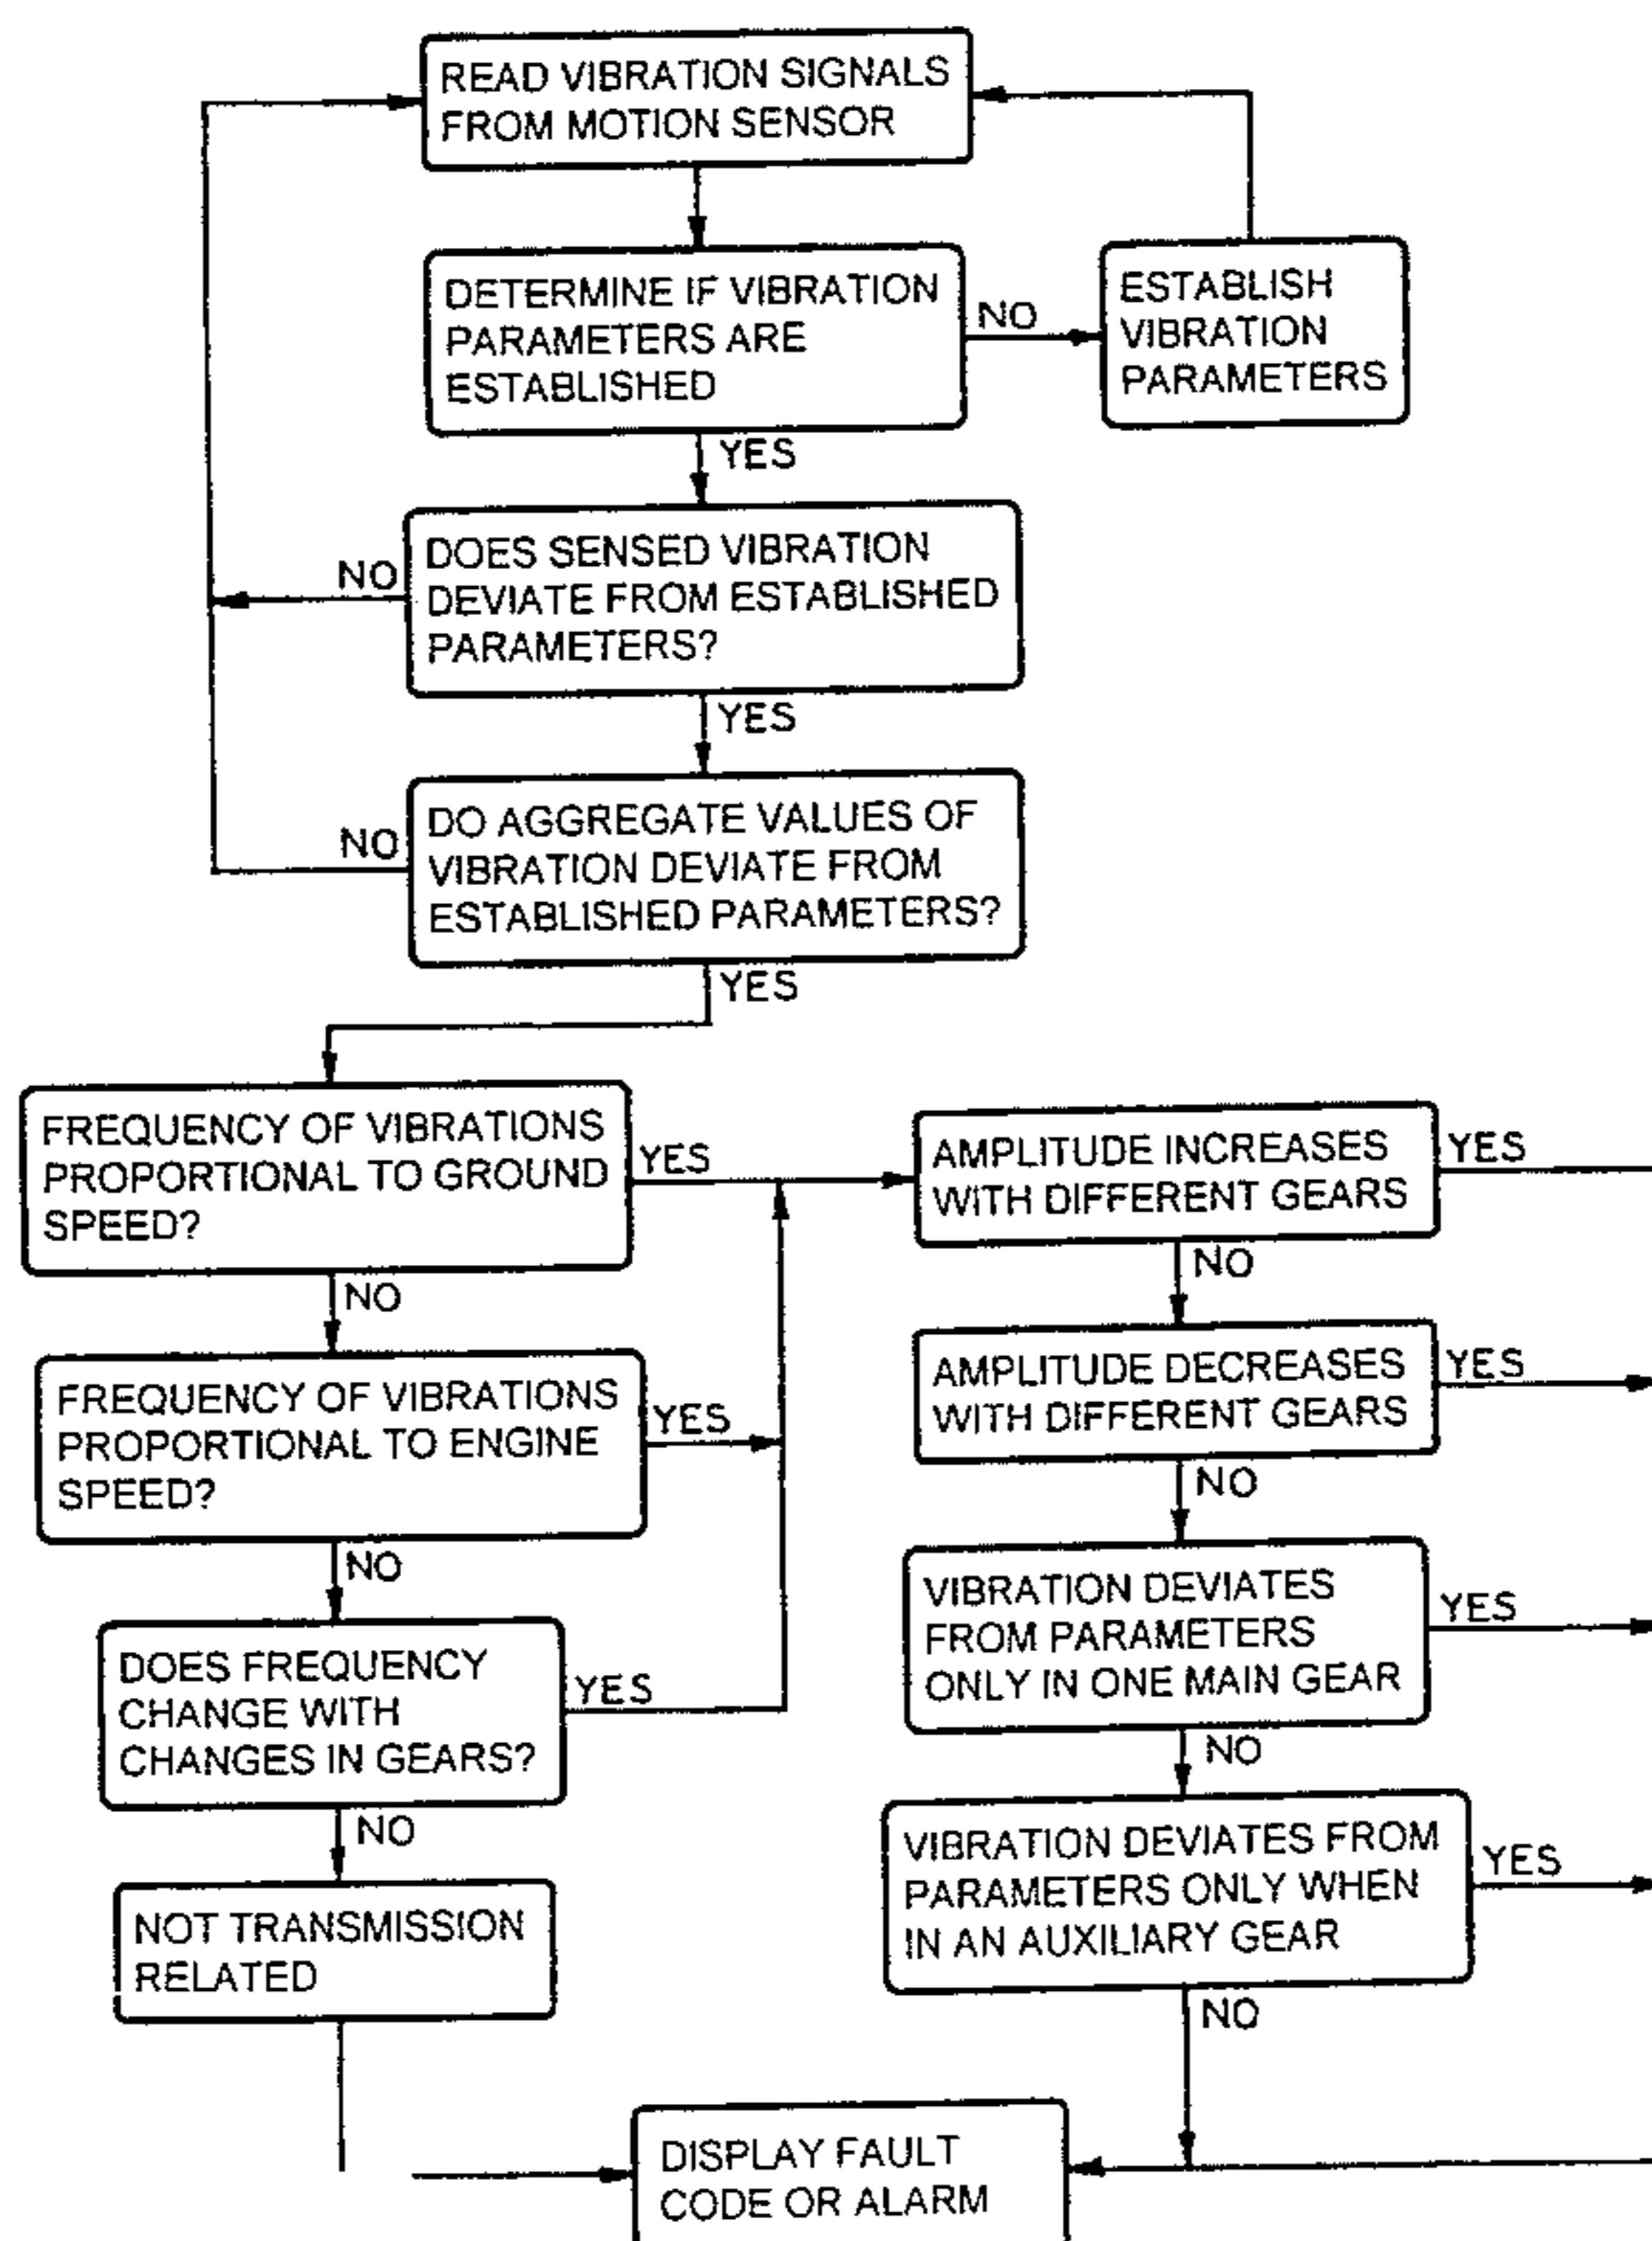 READ VIBRATION SIGNALS
FROM MOTION SENSOR
DETERMINE IF VIBRATION
PARAMETERS ARE
ESTABLISHED
NO
ESTABLISH
VIBRATION
PARAMETERS
YES
DOES SENSED VIBRATION
DEVIATE FROM ESTABLISHED
PARAMETERS?
NO
YES
DO AGGREGATE VALUES OF
VIBRATION DEVIATE FROM
ESTABLISHED PARAMETERS?
NO
YES
FREQUENCY OF VIBRATIONS
PROPORTIONAL TO GROUND
SPEED?
YES
NO
FREQUENCY OF VIBRATIONS
PROPORTIONAL TO ENGINE
SPEED?
YES
NO
DOES FREQUENCY
CHANGE WITH
CHANGES IN GEARS?
YES
NO
NOT TRANSMISSION
RELATED
AMPLITUDE INCREASES
WITH DIFFERENT GEARS
YES
NO
AMPLITUDE DECREASES
WITH DIFFERENT GEARS
YES
NO
VIBRATION DEVIATES
FROM PARAMETERS
ONLY IN ONE MAIN GEAR
YES
NO
VIBRATION DEVIATES FROM
PARAMETERS ONLY WHEN
IN AN AUXILIARY GEAR
YES
NO
DISPLAY FAULT
CODE OR ALARM